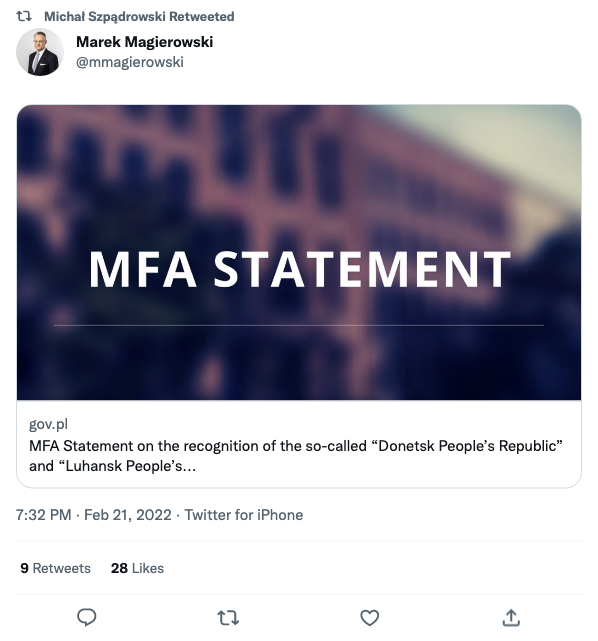 Michał Szpądrowski Retweeted
Marek Magierowski
@mmagierowski
MFA STATEMENT
gov.pl
MFA Statement on the recognition of the so-called “Donetsk People’s Republic”
and “Luhansk People’s...
7:32 PM · Feb 21, 2022 · Twitter for iPhone
9 Retweets 28 Likes